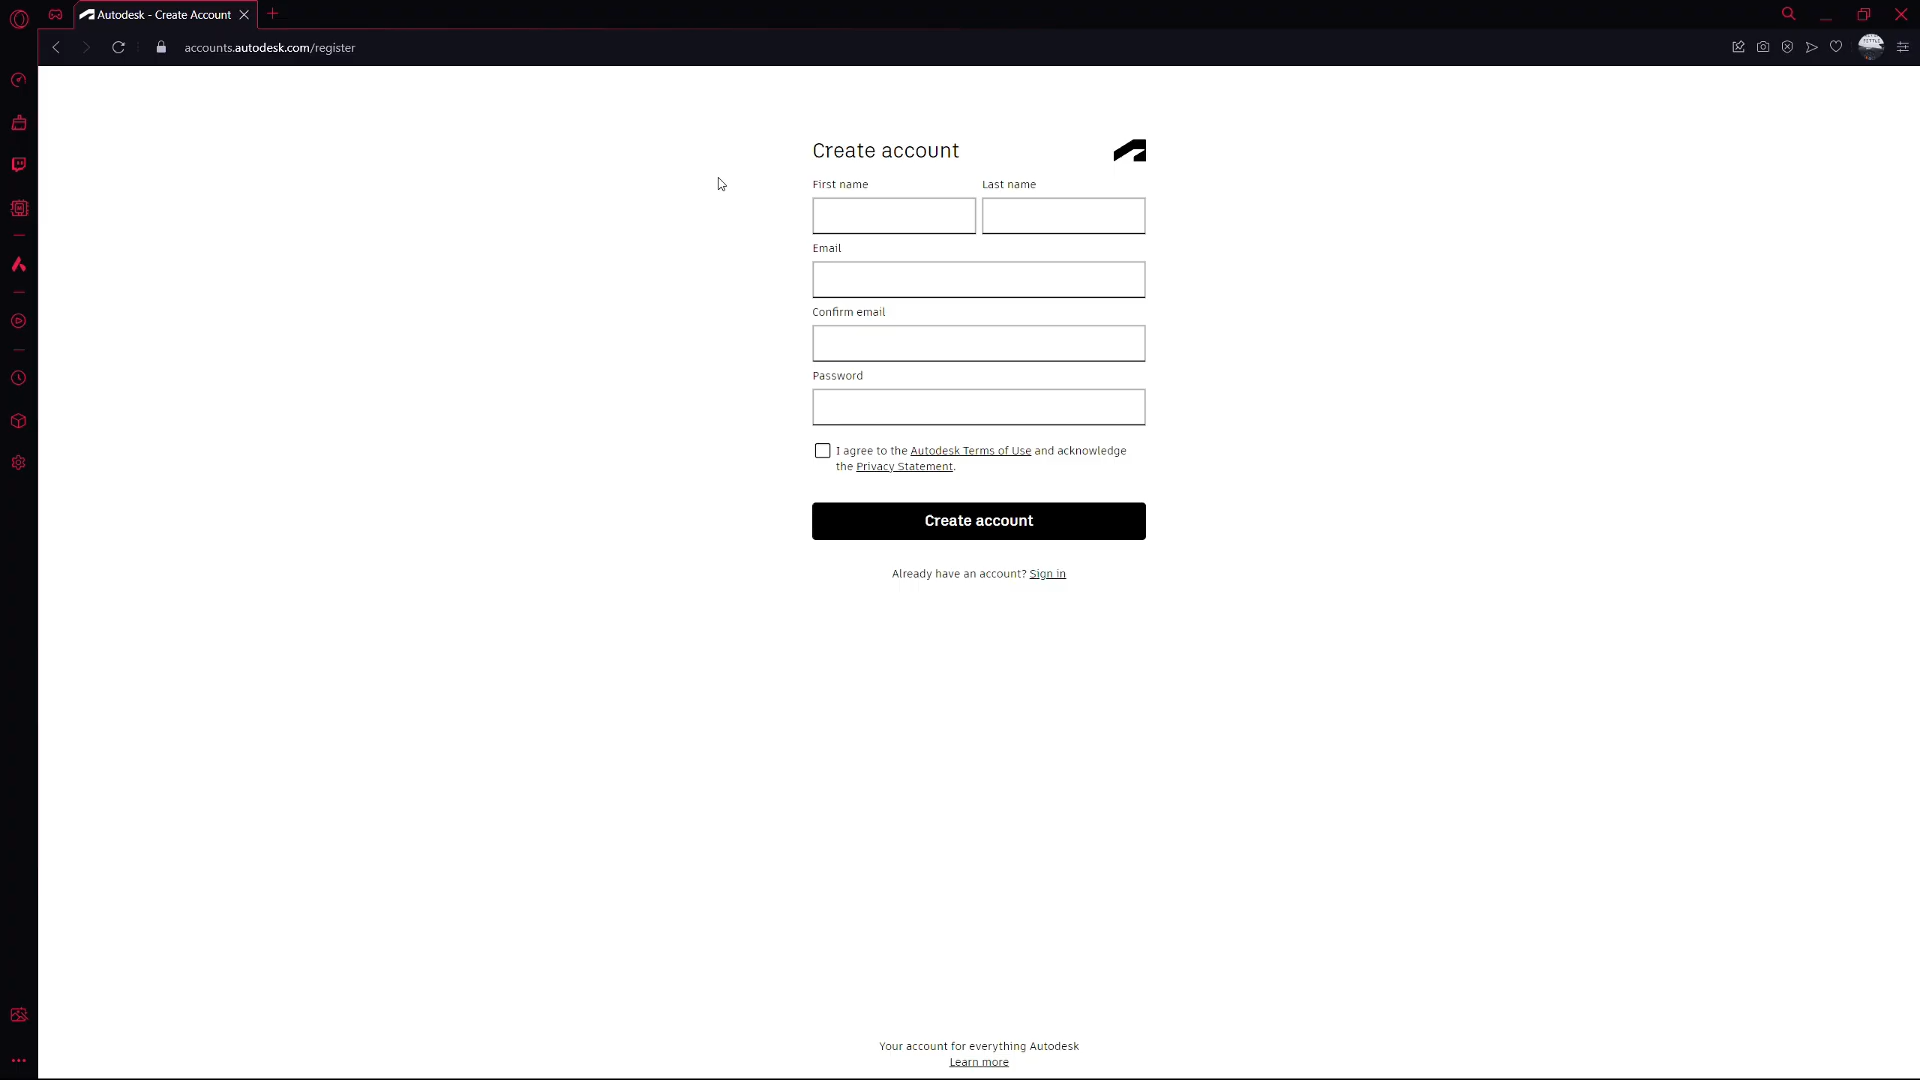 Autodesk - Create Account
accounts.autodesk.com/register
Create account
First name
Last name
Email
Confirm email
Password
I agree to the Autodesk Terms of Use and acknowledge
the Privacy Statement.
Create account
Already have an account? Sign in
Your account for everything Autodesk
Learn more